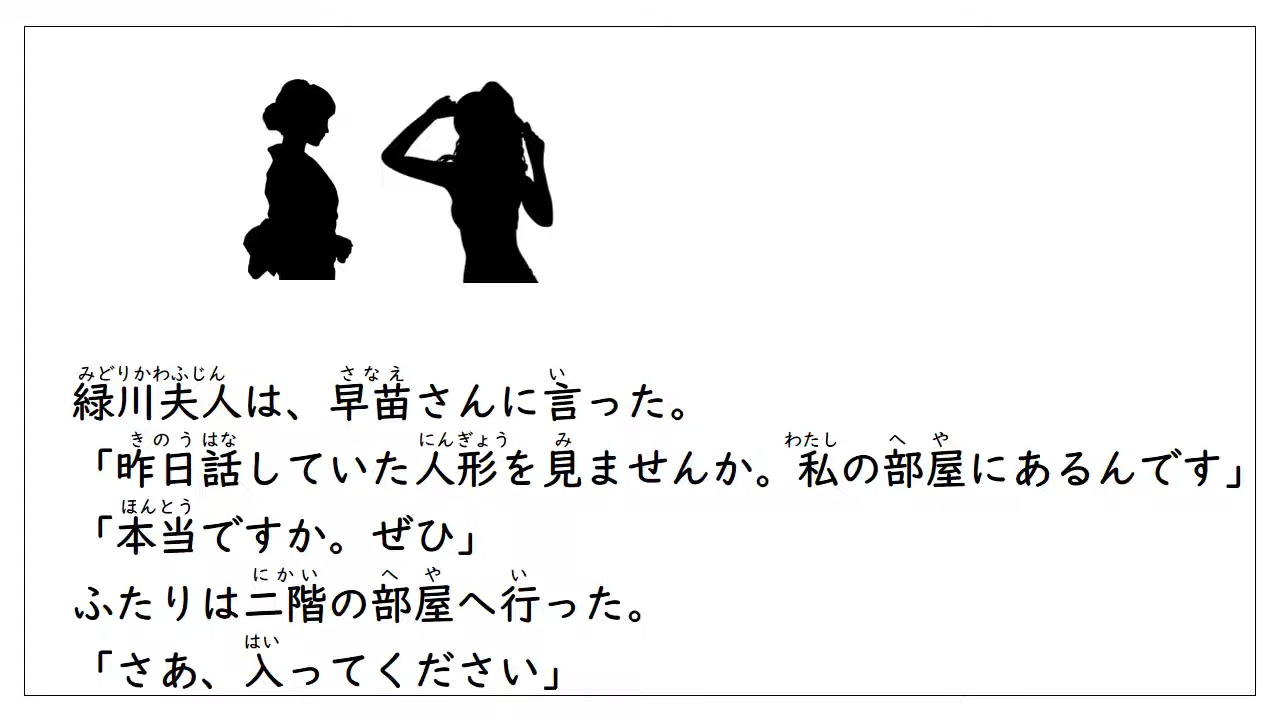 緑川夫人は、早苗さんに言った。
「昨日話していた人形を見ませんか。私の部屋にあるんです」
「本当ですか。ぜひ」
ふたりは二階の部屋へ行った。
「さあ、入ってください」